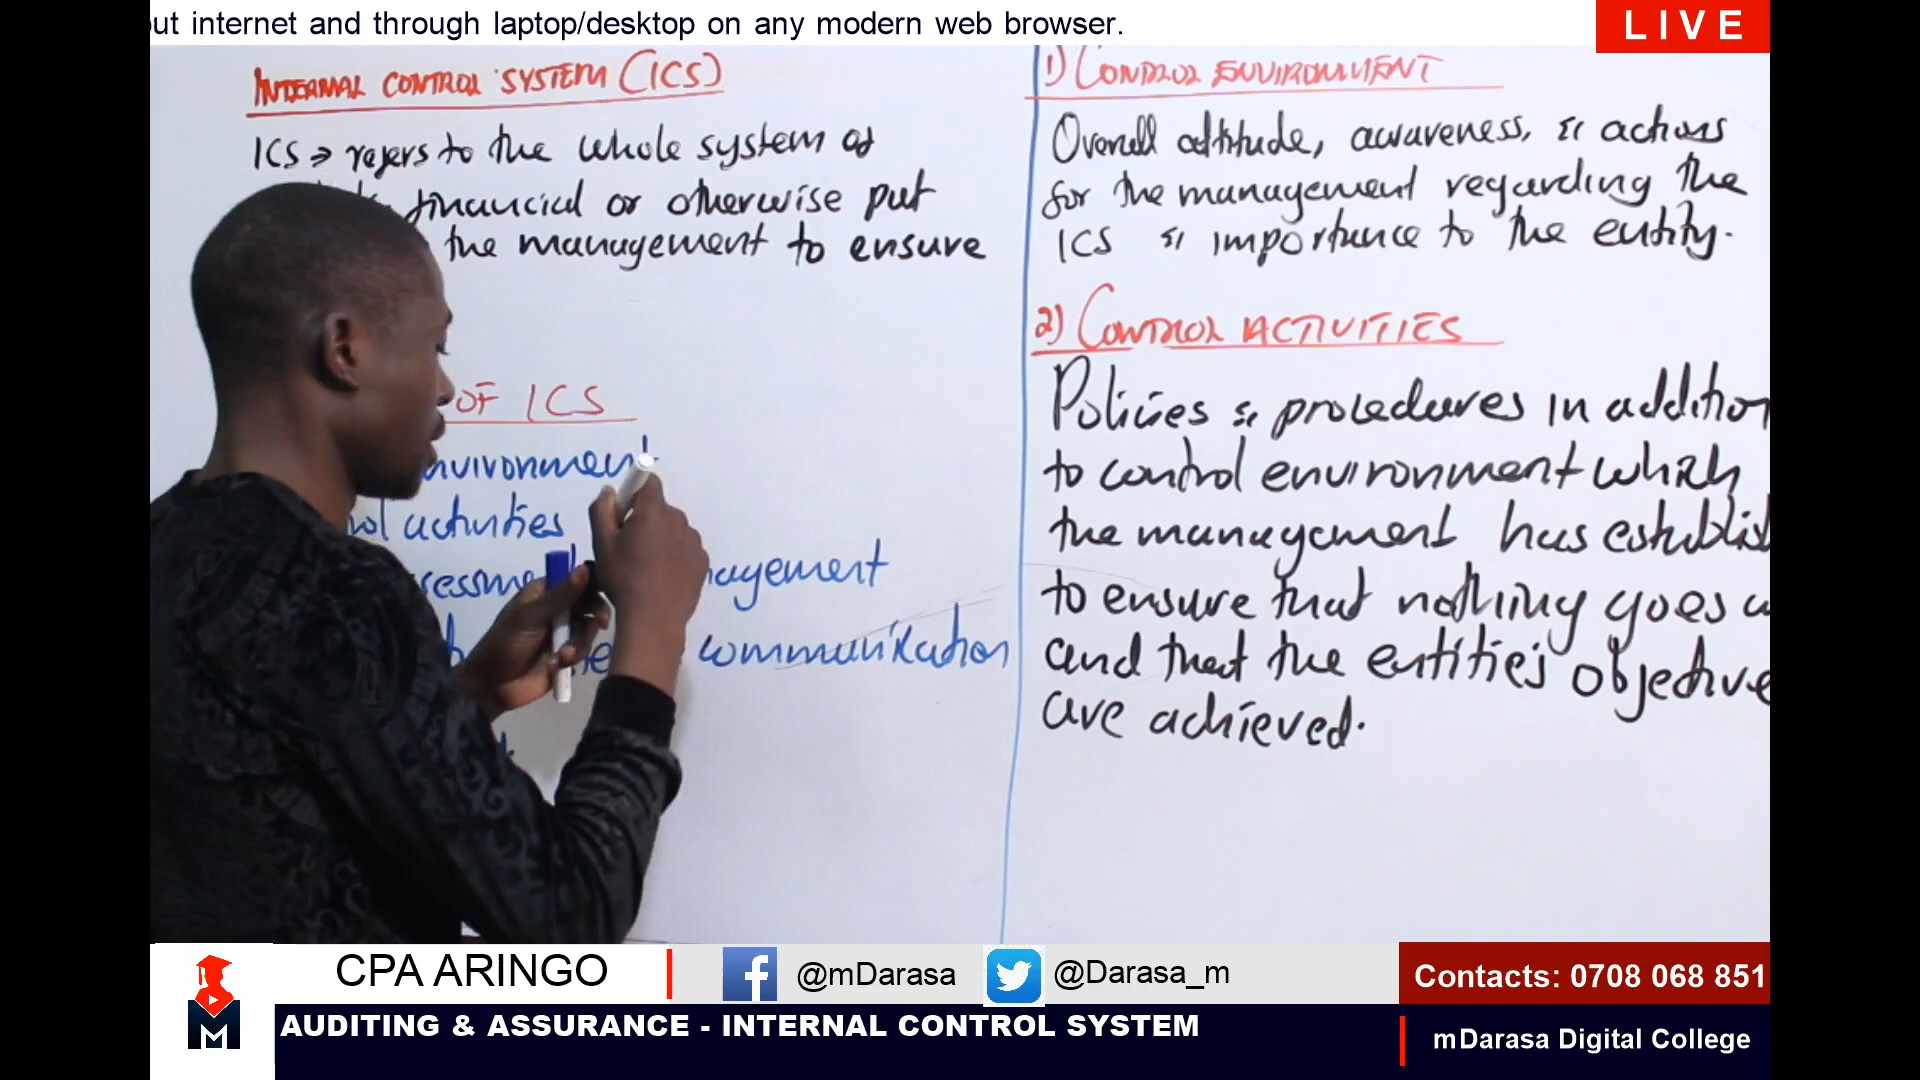 out internet and through laptop/desktop on any modern web browser.
LIVE
INTERNAL CONTROL SYSTEM (ICS)
ICS → refers to the whole system of
financial or otherwise put
the management to ensure
OF ICS
nvironment
ol activities
sessme nagement
communication
1) CONTROL ENVIRONMENT
Overall attitude, awareness, & actions
for the management regarding the
ICS & importance to the entity.
2) CONTROL ACTIVITIES
Policies & procedures in addition
to control environment which
the management has establis
to ensure that nothing goes w
and that the entitie's objective
are achieved.
CPA ARINGO
@mDarasa
@Darasa_m
Contacts: 0708 068 851
M
AUDITING & ASSURANCE - INTERNAL CONTROL SYSTEM
mDarasa Digital College